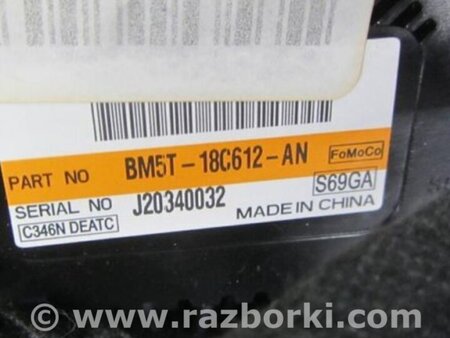 PART NO BM5T-18C612-AN FoMoCo
SERIAL NO J20340032 S69GA
C346N DEATC MADE IN CHINA
© www.razborki.com